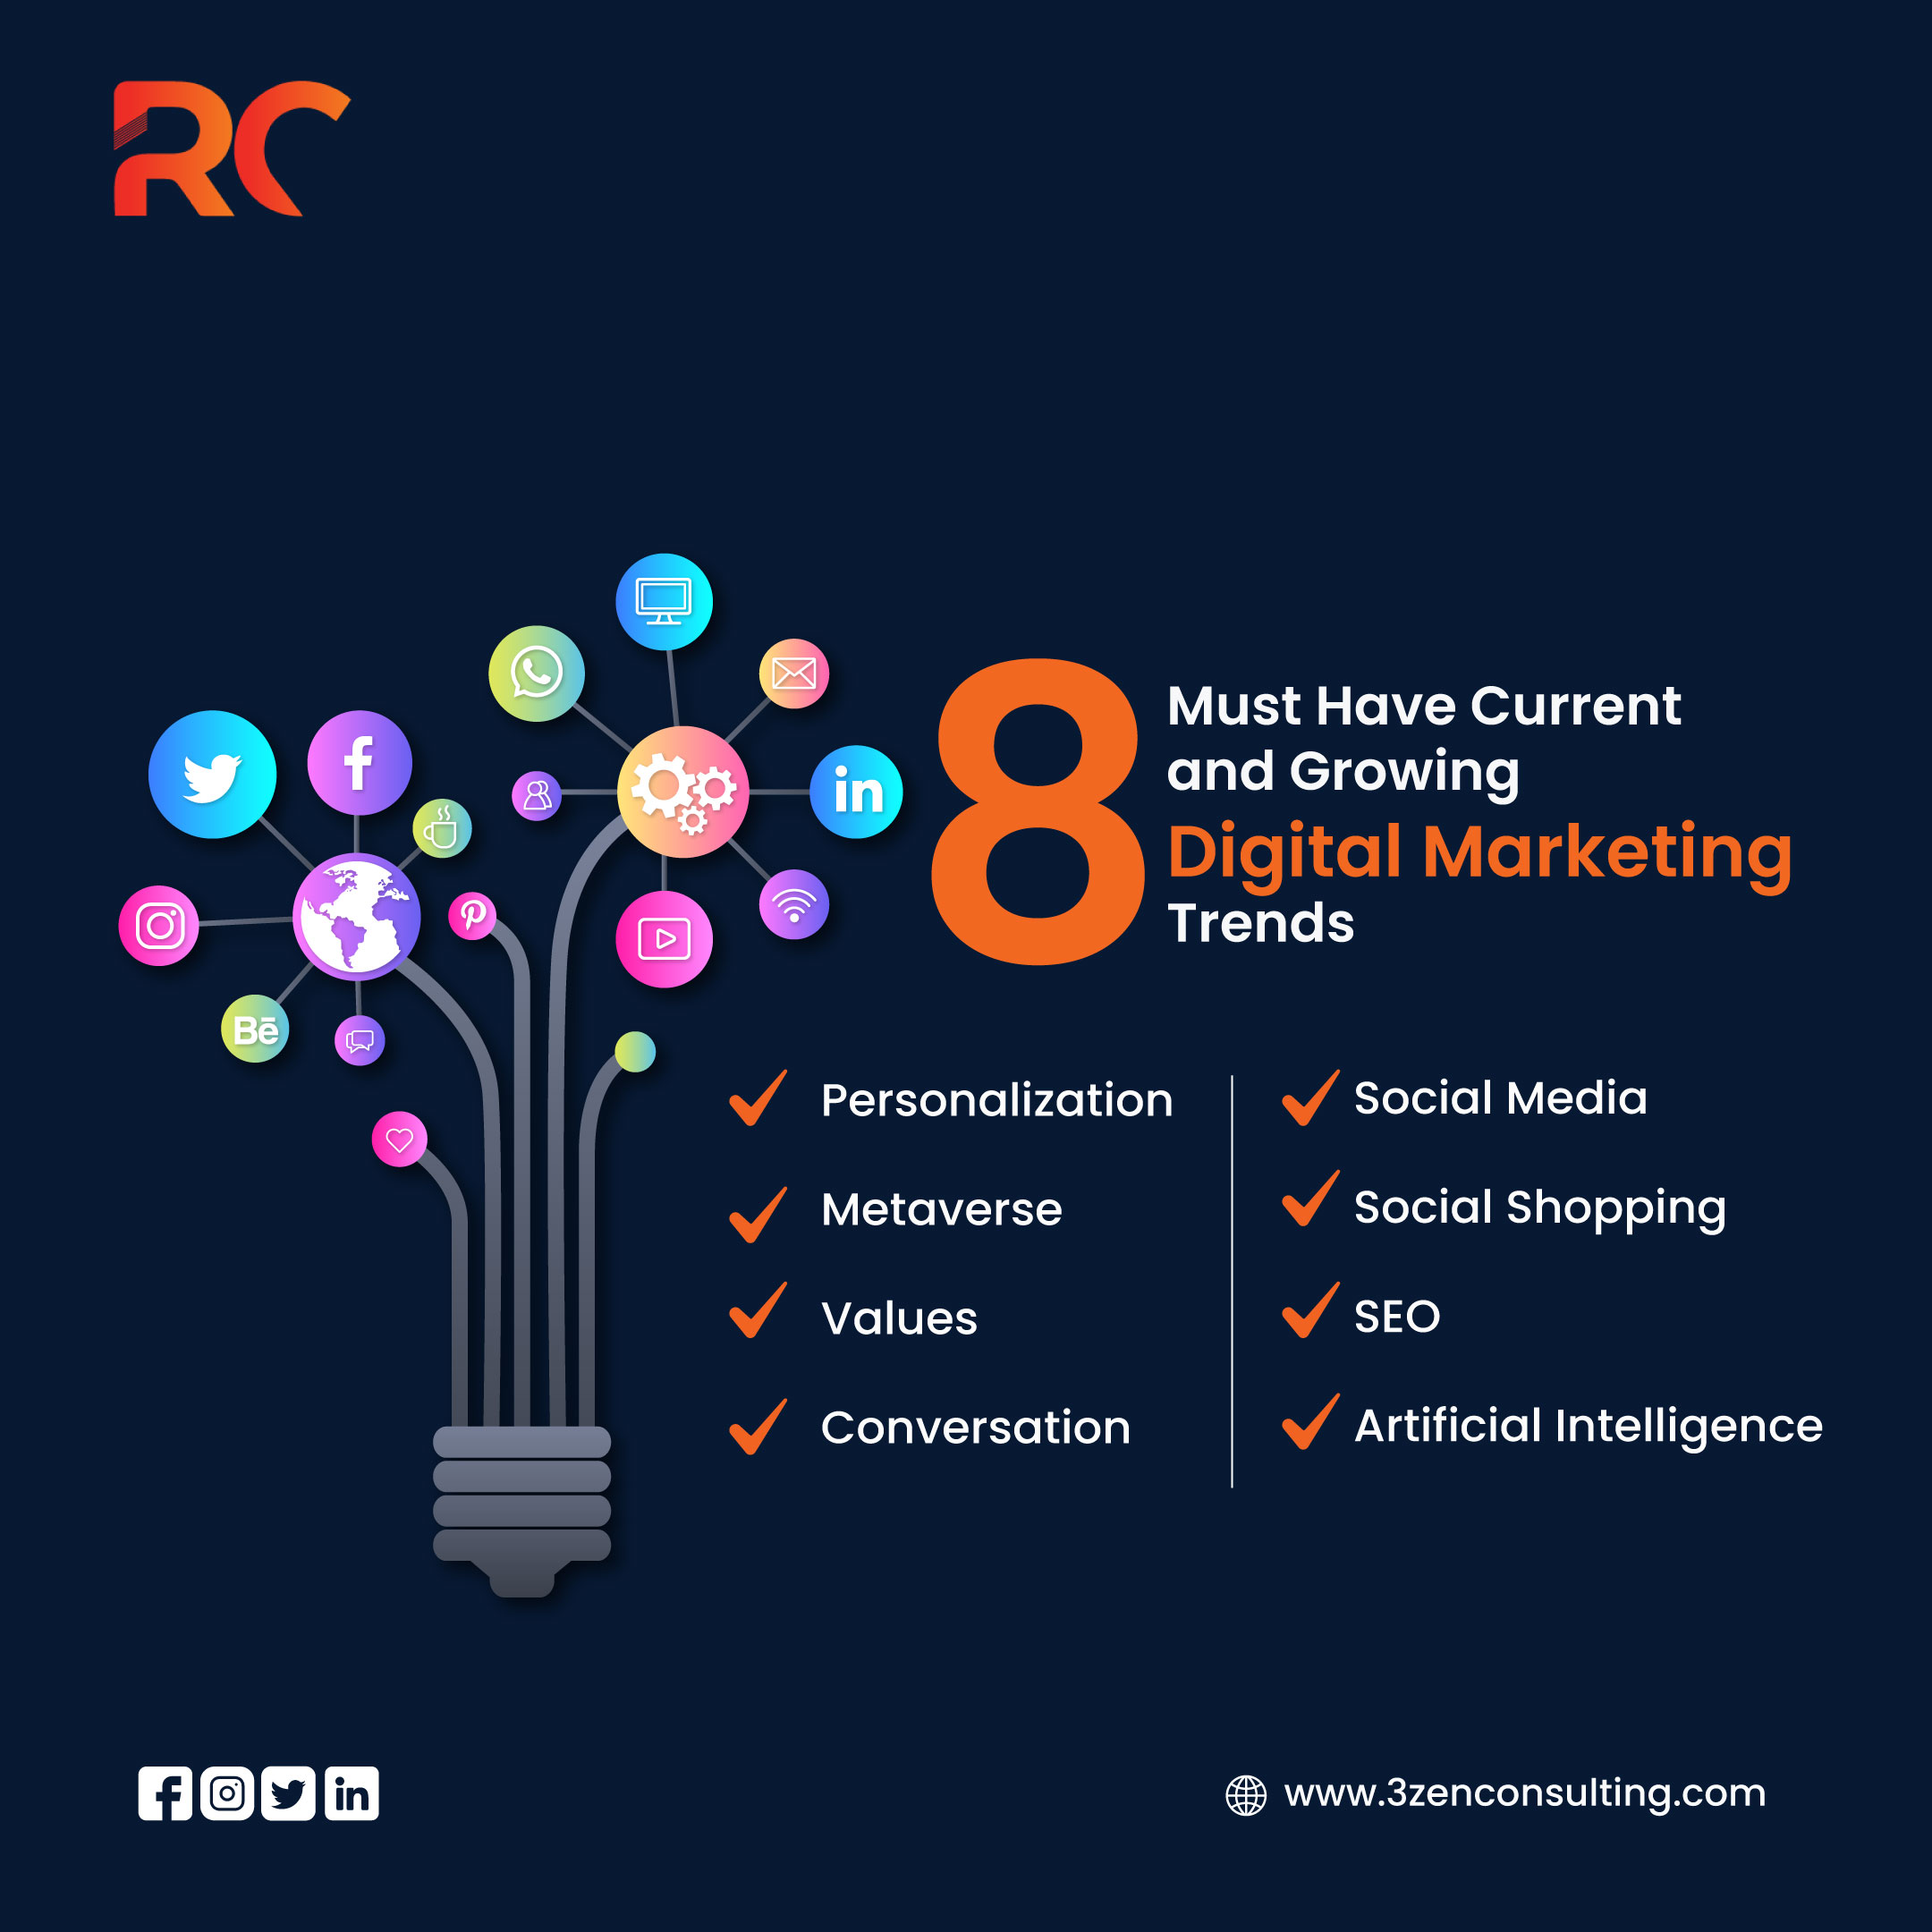 RC
8
Must Have Current
and Growing
Digital Marketing
Trends
Personalization
Metaverse
Values
Conversation
Social Media
Social Shopping
SEO
Artificial Intelligence
in
Bē
www.3zenconsulting.com